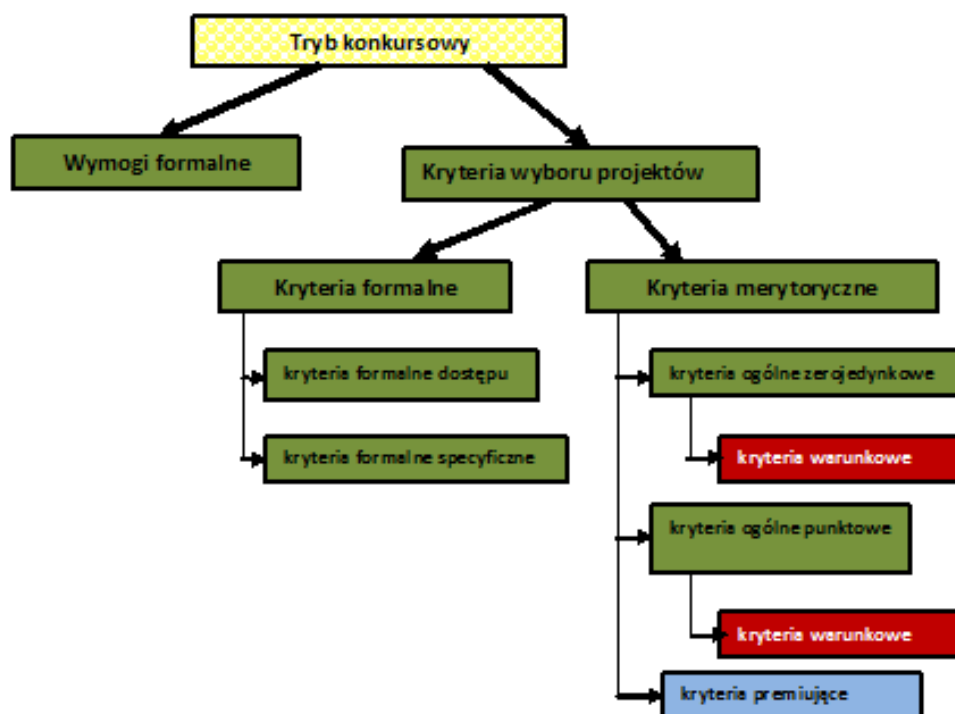 Tryb konkursowy
Wymogi formalne
Kryteria wyboru projektów
Kryteria formalne
Kryteria merytoryczne
kryteria formalne dostępu
kryteria ogólne zerojedynkowe
kryteria formalne specyficzne
kryteria warunkowe
kryteria ogólne punktowe
kryteria warunkowe
kryteria premiujące